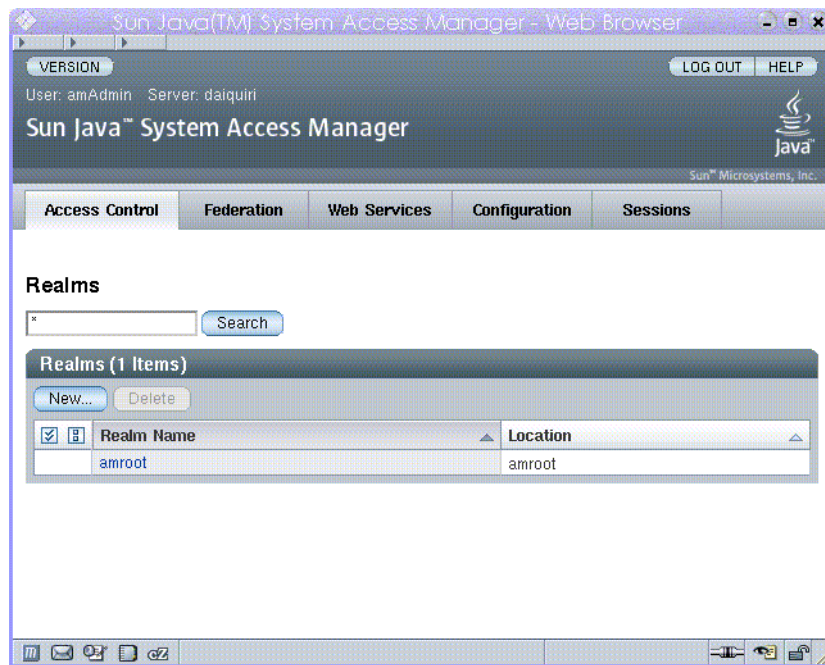 Sun Java(TM) System Access Manager - Web Browser
VERSION
LOG OUT HELP
User: amAdmin Server: daiquiri
Sun Java™ System Access Manager
Java™
Sun™ Microsystems, Inc.
Access Control Federation Web Services Configuration Sessions
Realms
* Search
Realms (1 Items)
New... Delete
Realm Name Location
amroot amroot